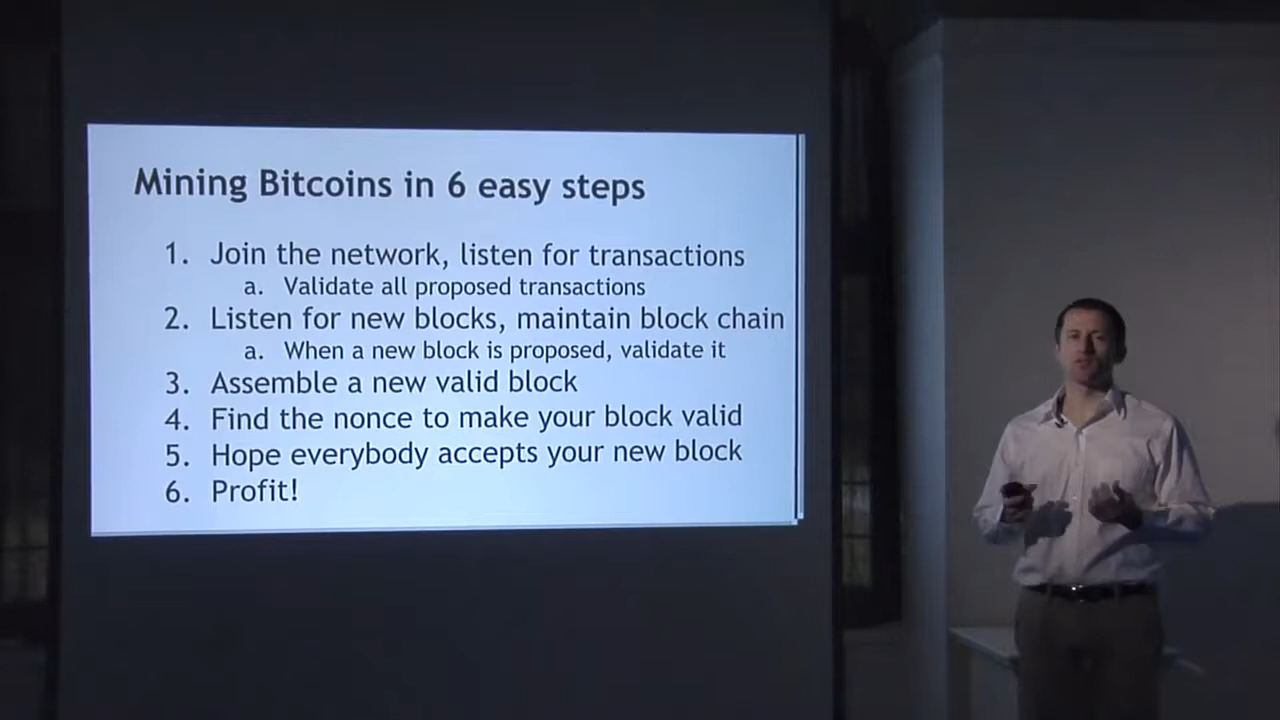 Mining Bitcoins in 6 easy steps
1. Join the network, listen for transactions
a. Validate all proposed transactions
2. Listen for new blocks, maintain block chain
a. When a new block is proposed, validate it
3. Assemble a new valid block
4. Find the nonce to make your block valid
5. Hope everybody accepts your new block
6. Profit!